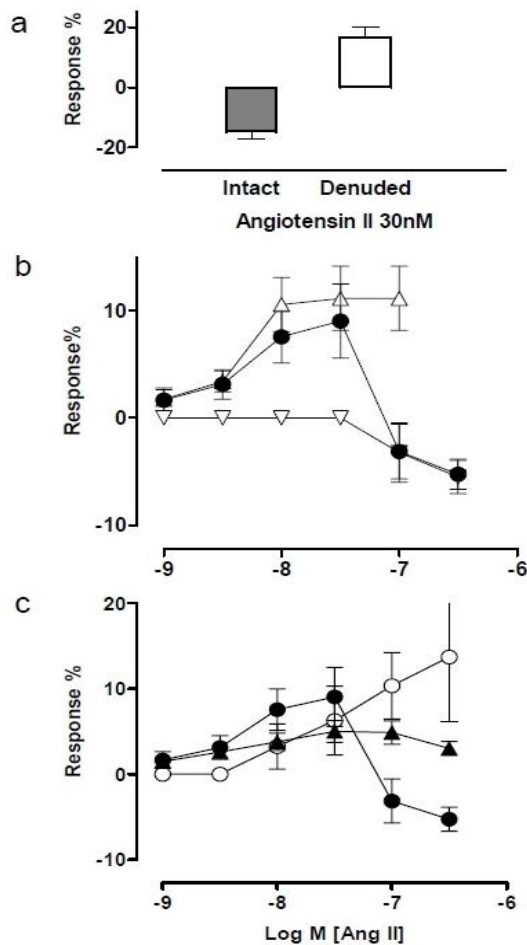 a
Response %
20
0
-20
Intact Denuded
Angiotensin II 30nM
b
Response%
10
0
-10
-9 -8 -7 -6
c
Response %
20
10
0
-10
-9 -8 -7 -6
Log M [Ang II]